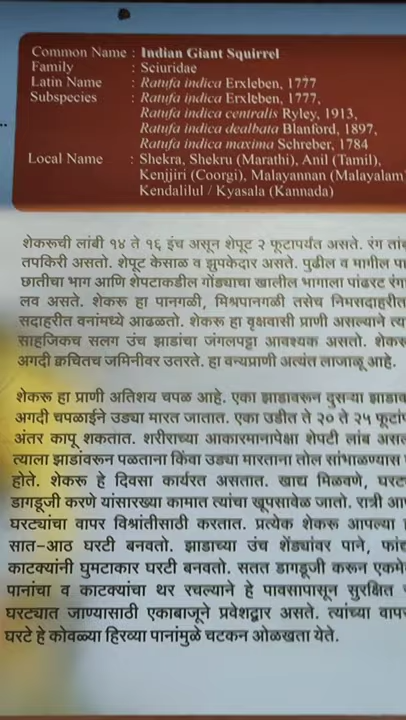 Common Name : Indian Giant Squirrel
Family : Sciuridae
Latin Name : Ratufa indica Erxleben, 1777
Subspecies : Ratufa indica Erxleben, 1777,
Ratufa indica centralis Ryley, 1913,
Ratufa indica dealbata Blanford, 1897,
Ratufa indica maxima Schreber, 1784
Local Name : Shekra, Shekru (Marathi), Anil (Tamil),
Kenjjiri (Coorgi), Malayannan (Malayalam
Kendalilul / Kyasala (Kannada)
शेकरूची लांबी १४ ते १६ इंच असून शेपूट २ फूटापर्यंत असते. रंग
तपकिरी असतो. शेपूट केसाळ व झुपकेदार असते. पुढील व मागील
छातीचा भाग आणि शेपटाकडील गोंड्याचा खालील भागाला पांढरट
लव असते. शेकरू हा पानगळी, मिश्रपानगळी तसेच निमसदाहरीत
सदाहरीत वनांमध्ये आढळतो. शेकरू हा वृक्षवासी प्राणी असल्याने
साहजिकच सलग उंच झाडांचा जंगलपट्टा आवश्यक असतो.
अगदी क्वचितच जमिनीवर उतरते. हा वन्यप्राणी अत्यंत लाजाळू आहे.
शेकरू हा प्राणी अतिशय चपळ आहे. एका झाडावरून दुसऱ्या
अगदी चपळाईने उड्या मारत जातात. एका उडीत ते २० ते २५
अंतर कापू शकतात. शरीराच्या आकारमानापेक्षा शेपटी लांब
त्याला झाडांवरून पळताना किंवा उड्या मारताना तोल सांभाळण्यास
होते. शेकरू हे दिवसा कार्यरत असतात. खाद्य मिळवणे,
डागडूजी करणे यांसारख्या कामात त्यांचा खूपसावेळ जातो. रात्री
घरट्यांचा वापर विश्रांतीसाठी करतात. प्रत्येक शेकरू आपल्या
सात-आठ घरटी बनवतो. झाडाच्या उंच शेंड्यांवर पाने,
काटक्यांनी घुमटाकार घरटी बनवतो. सतत डागडूजी करून
पानांचा व काटक्यांचा थर रचल्याने हे पावसापासून सुरक्षित
घरट्यात जाण्यासाठी एकाबाजूने प्रवेशद्वार असते. त्यांच्या
घरटे हे कोवळ्या हिरव्या पानांमुळे चटकन ओळखता येते.